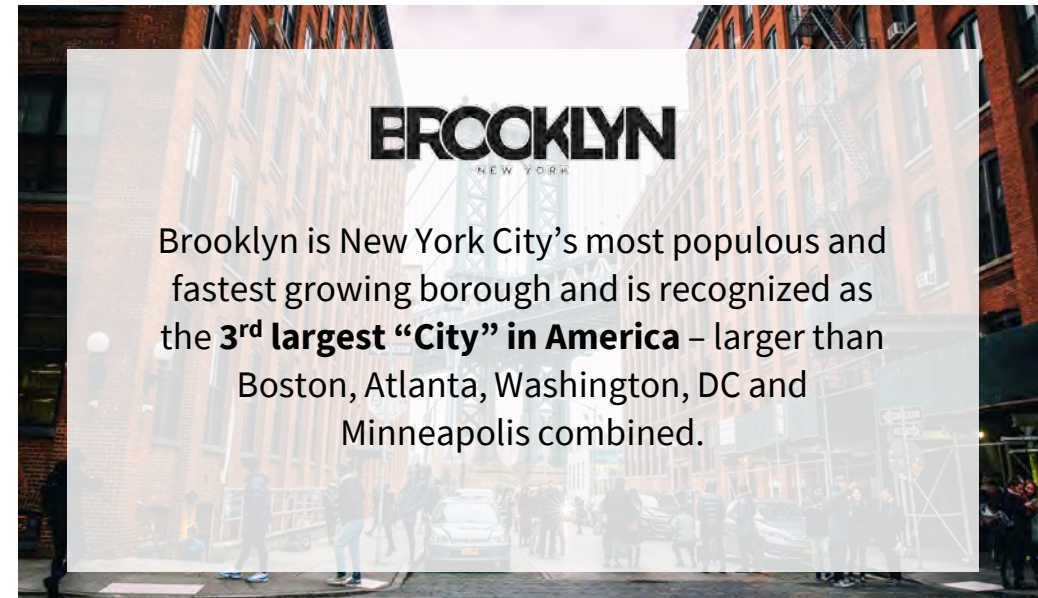 BROOKLYN
NEW YORK
Brooklyn is New York City’s most populous and
fastest growing borough and is recognized as
the 3rd largest “City” in America – larger than
Boston, Atlanta, Washington, DC and
Minneapolis combined.